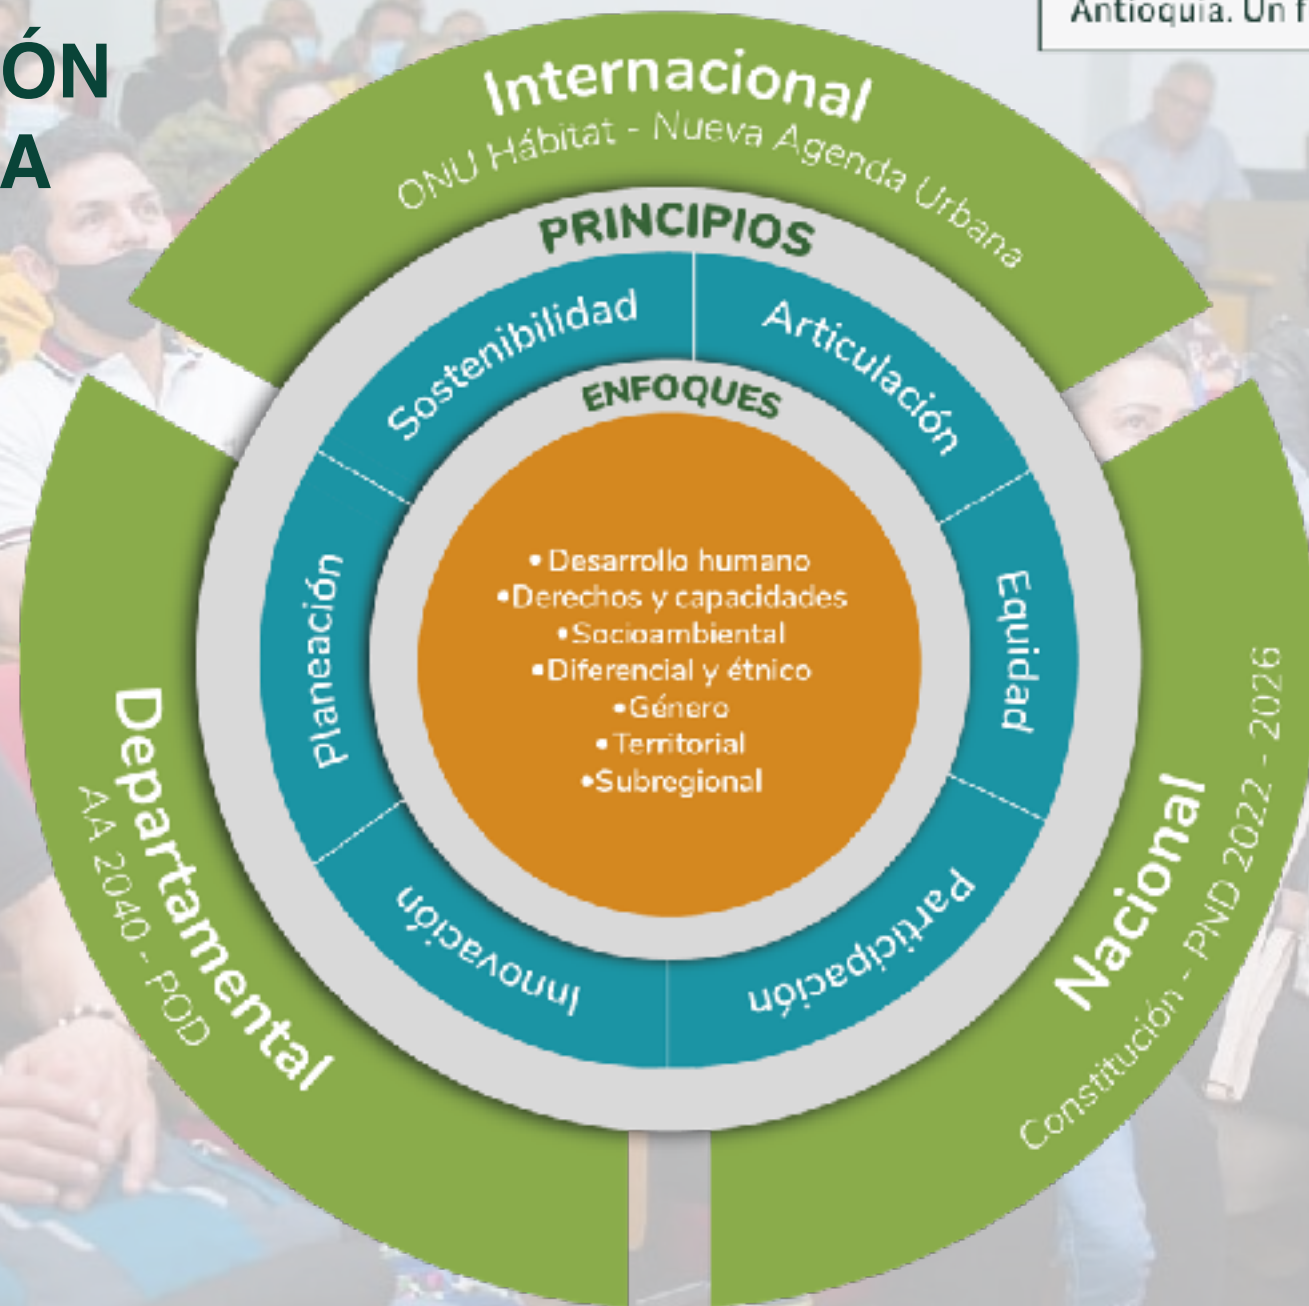 ÓN
A
Antioquia. Un f
Internacional
ONU Hábitat - Nueva Agenda Urbana
PRINCIPIOS
Sostenibilidad
Articulación
Equidad
Participación
Innovación
Planeación
ENFOQUES
• Desarrollo humano
•Derechos y capacidades
•Socioambiental
•Diferencial y étnico
•Género
• Territorial
•Subregional
Nacional
Constitución - PND 2022 - 2026
Departamental
AA 2040 - POD